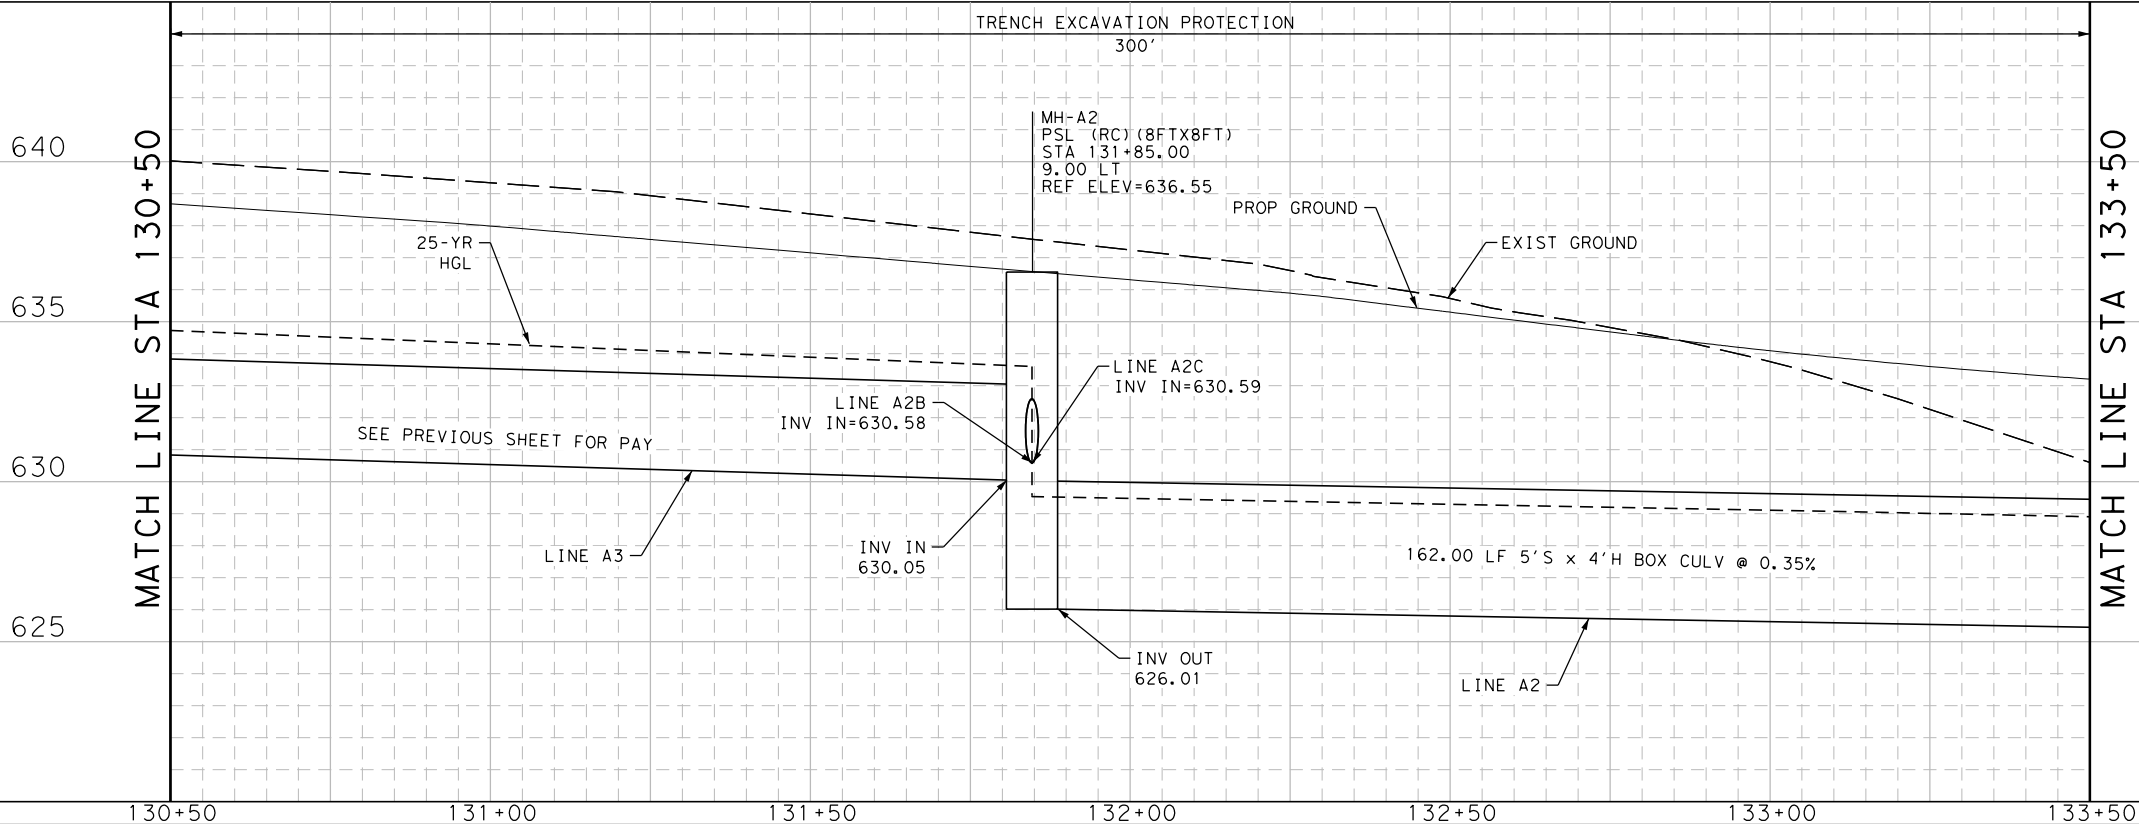 TRENCH EXCAVATION PROTECTION
300'
MH-A2
PSL (RC) (8FTX8FT)
STA 131+85.00
9.00 LT
REF ELEV=636.55
640
635
630
625
MATCH LINE STA 130+50
MATCH LINE STA 133+50
PROP GROUND
EXIST GROUND
25-YR
HGL
LINE A2C
INV IN=630.59
LINE A2B
INV IN=630.58
SEE PREVIOUS SHEET FOR PAY
LINE A3
INV IN
630.05
162.00 LF 5'S x 4'H BOX CULV @ 0.35%
INV OUT
626.01
LINE A2
130+50
131+00
131+50
132+00
132+50
133+00
133+50